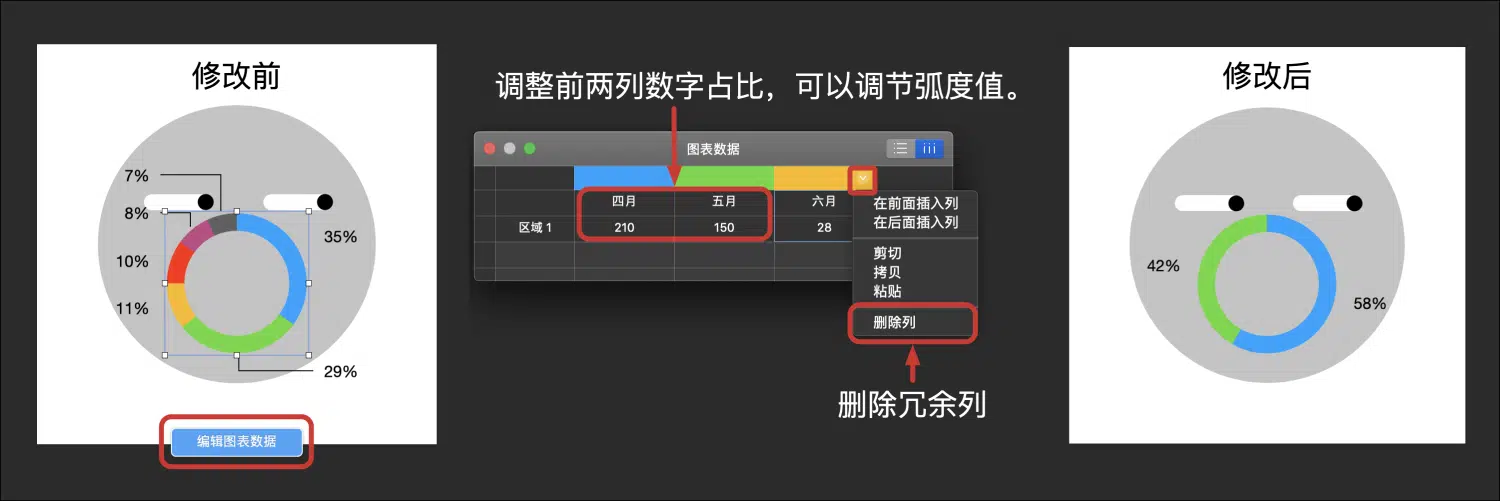 修改前
7%
8%
35%
10%
11%
29%
编辑图表数据
调整前两列数字占比，可以调节弧度值。
图表数据
四月 五月 六月
区域 1 210 150 28
在前面插入列
在后面插入列
剪切
拷贝
粘贴
删除列
删除冗余列
修改后
42%
58%